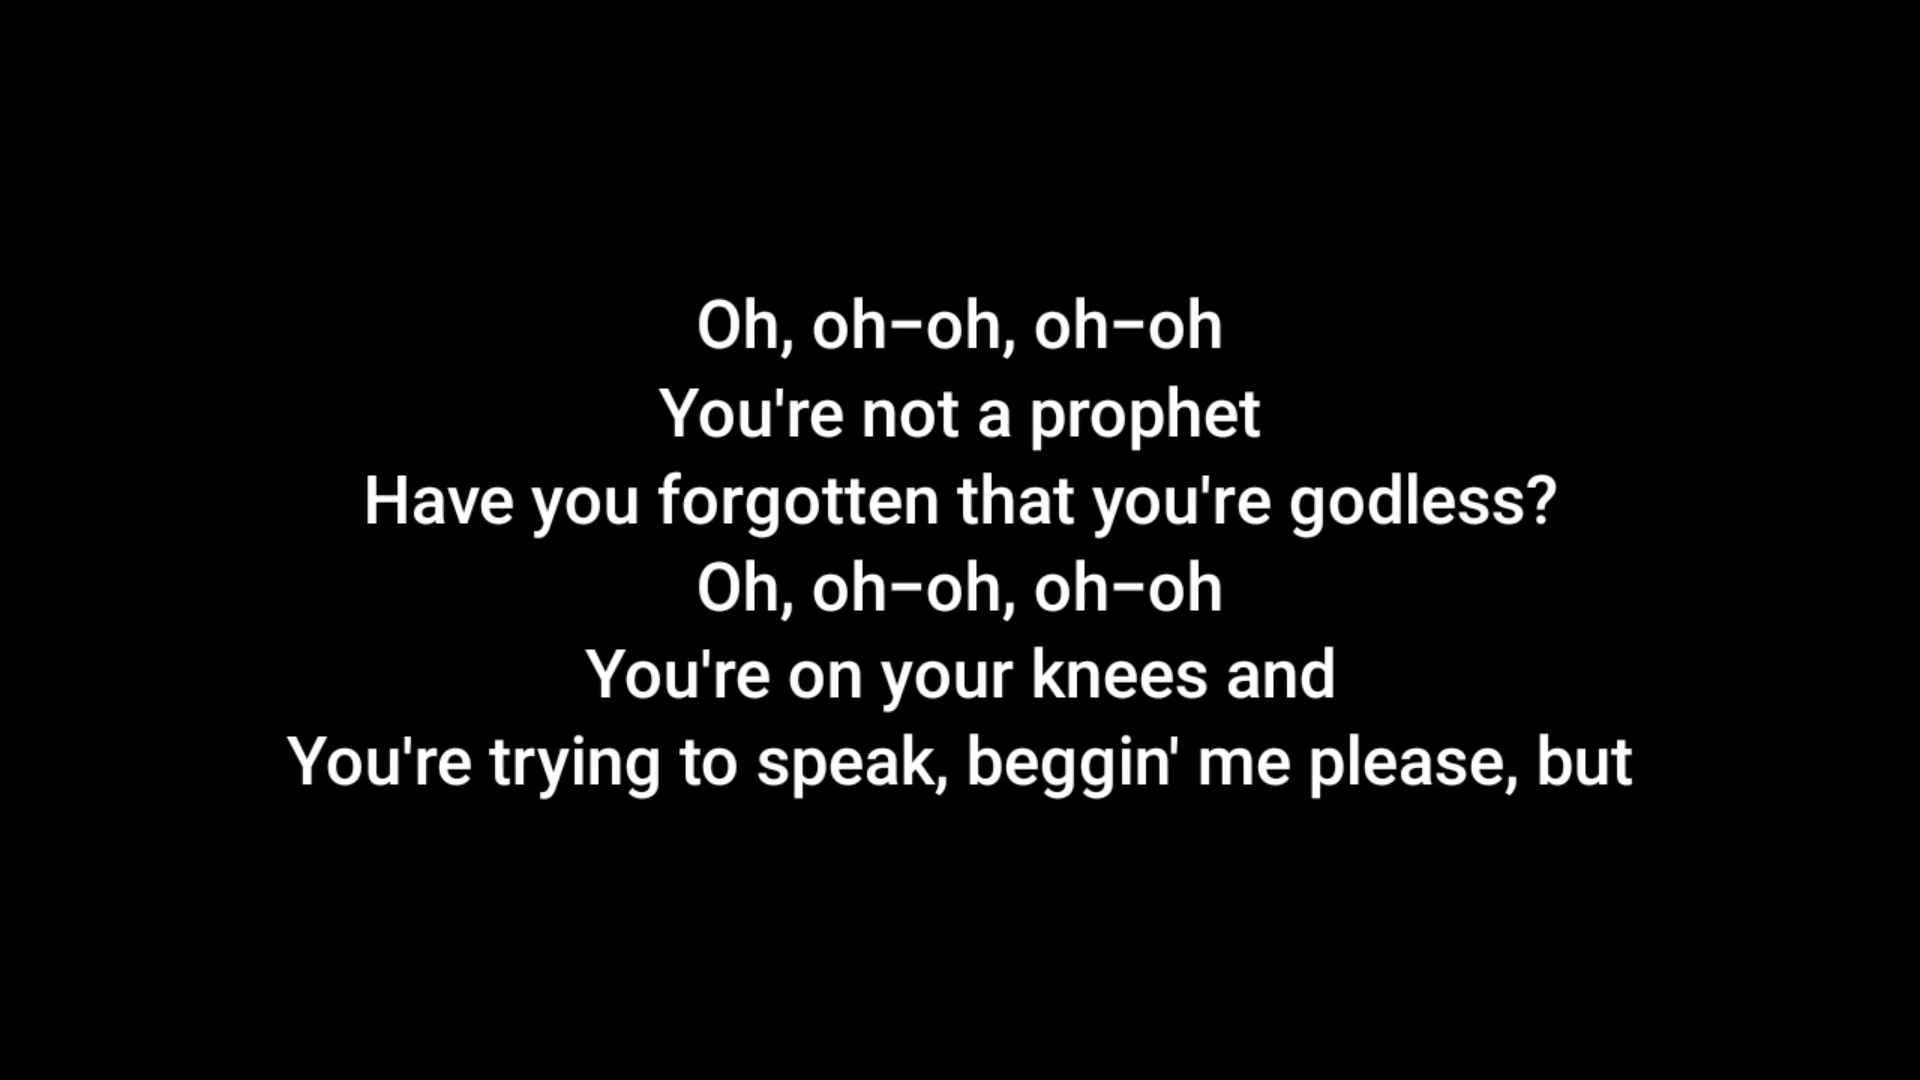 Oh, oh-oh, oh-oh
You're not a prophet
Have you forgotten that you're godless?
Oh, oh-oh, oh-oh
You're on your knees and
You're trying to speak, beggin' me please, but